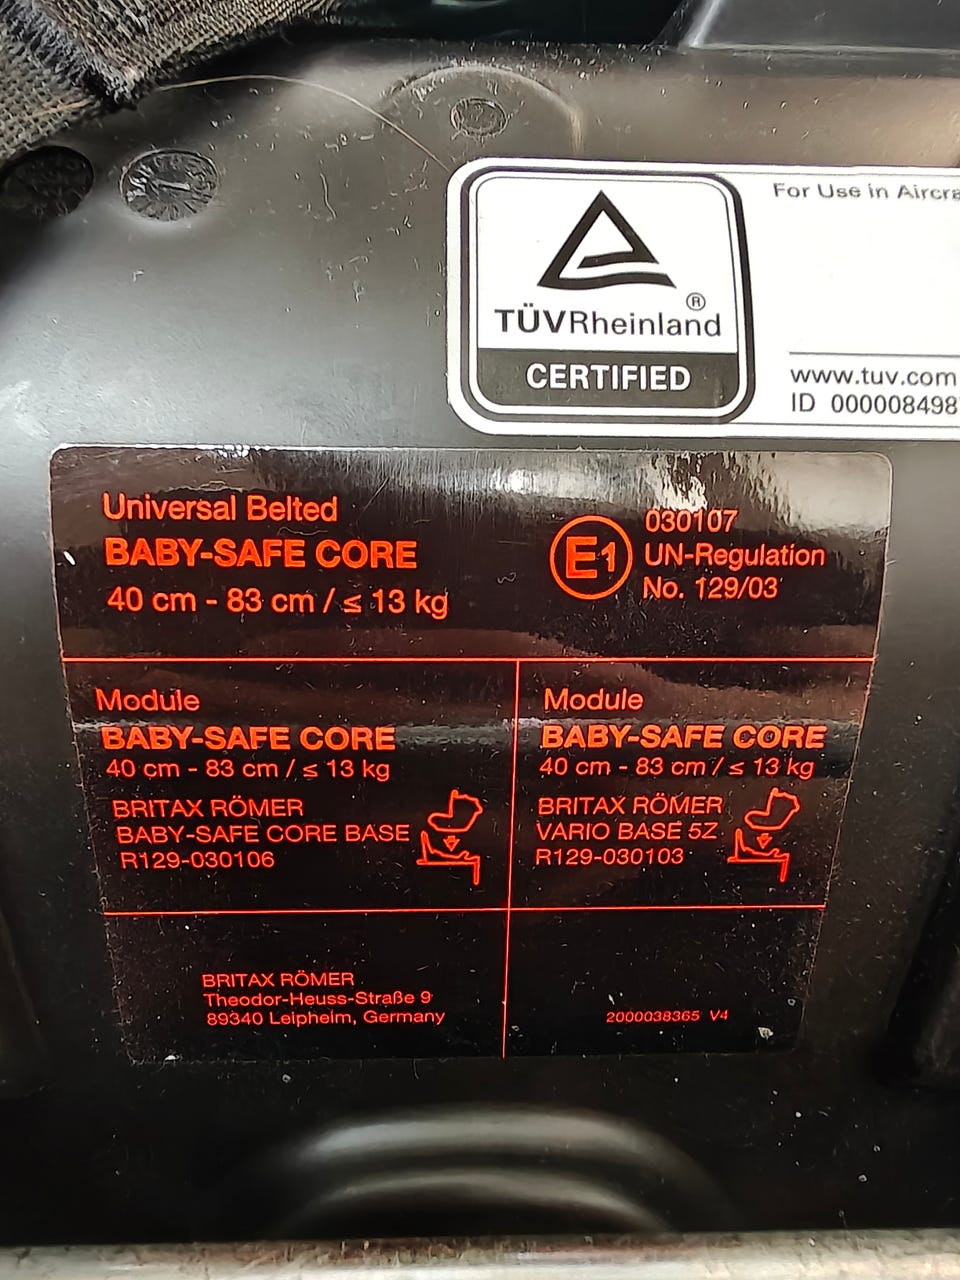 For Use in
®
TÜVRheinland
CERTIFIED
www.tuv.com
ID 000008498
Universal Belted
BABY-SAFE CORE
40 cm - 83 cm / ≤ 13 kg
E1
030107
UN-Regulation
No. 129/03
Module
BABY-SAFE CORE
40 cm - 83 cm / ≤ 13 kg
BRITAX RÖMER
BABY-SAFE CORE BASE
R129-030106
Module
BABY-SAFE CORE
40 cm - 83 cm / ≤ 13 kg
BRITAX RÖMER
VARIO BASE 5Z
R129-030103
BRITAX RÖMER
Theodor-Heuss-Straße 9
89340 Leipheim, Germany
2000038365 V4